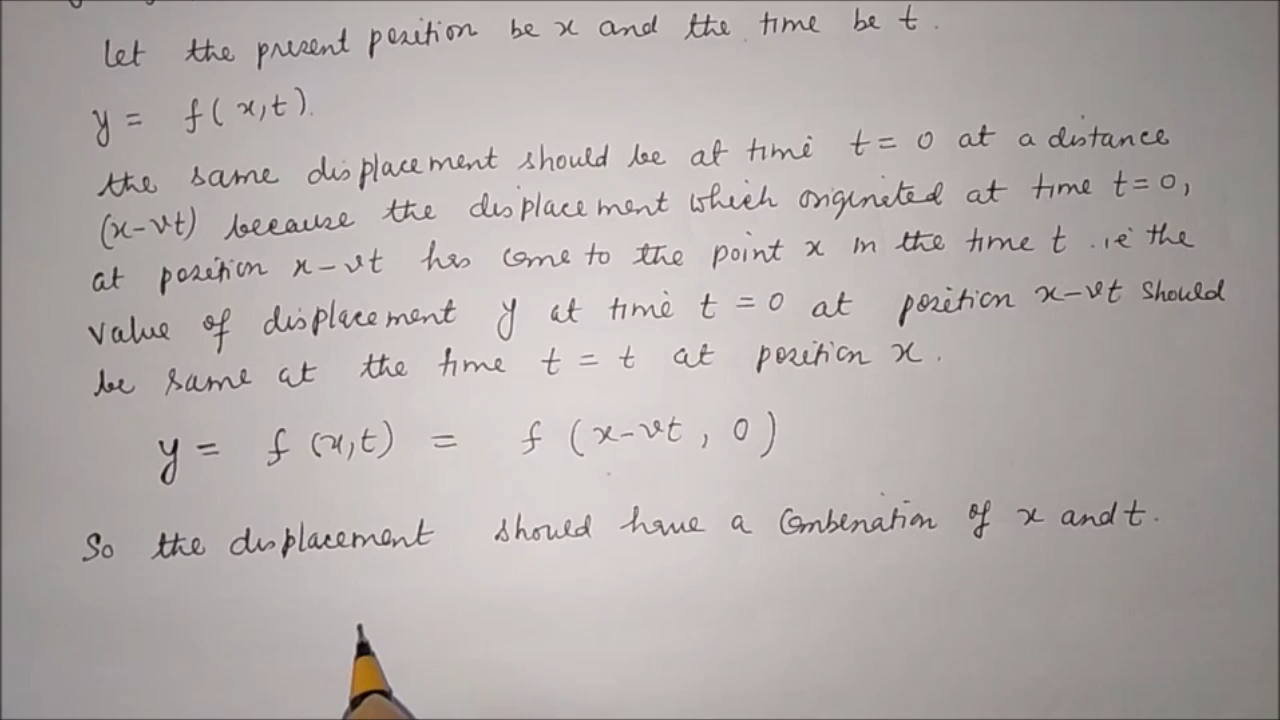 Let the present position be x and the time be t.
y = f(x,t).
the same displacement should be at time t = 0 at a distance
(x-vt) because the displacement which originated at time t=0,
at position x-vt has come to the point x in the time t. ie the
value of displacement y at time t = 0 at position x-vt should
be same at the time t = t at position x.
y = f(x,t) = f (x-vt, 0)
So the displacement should have a Combination of x and t.